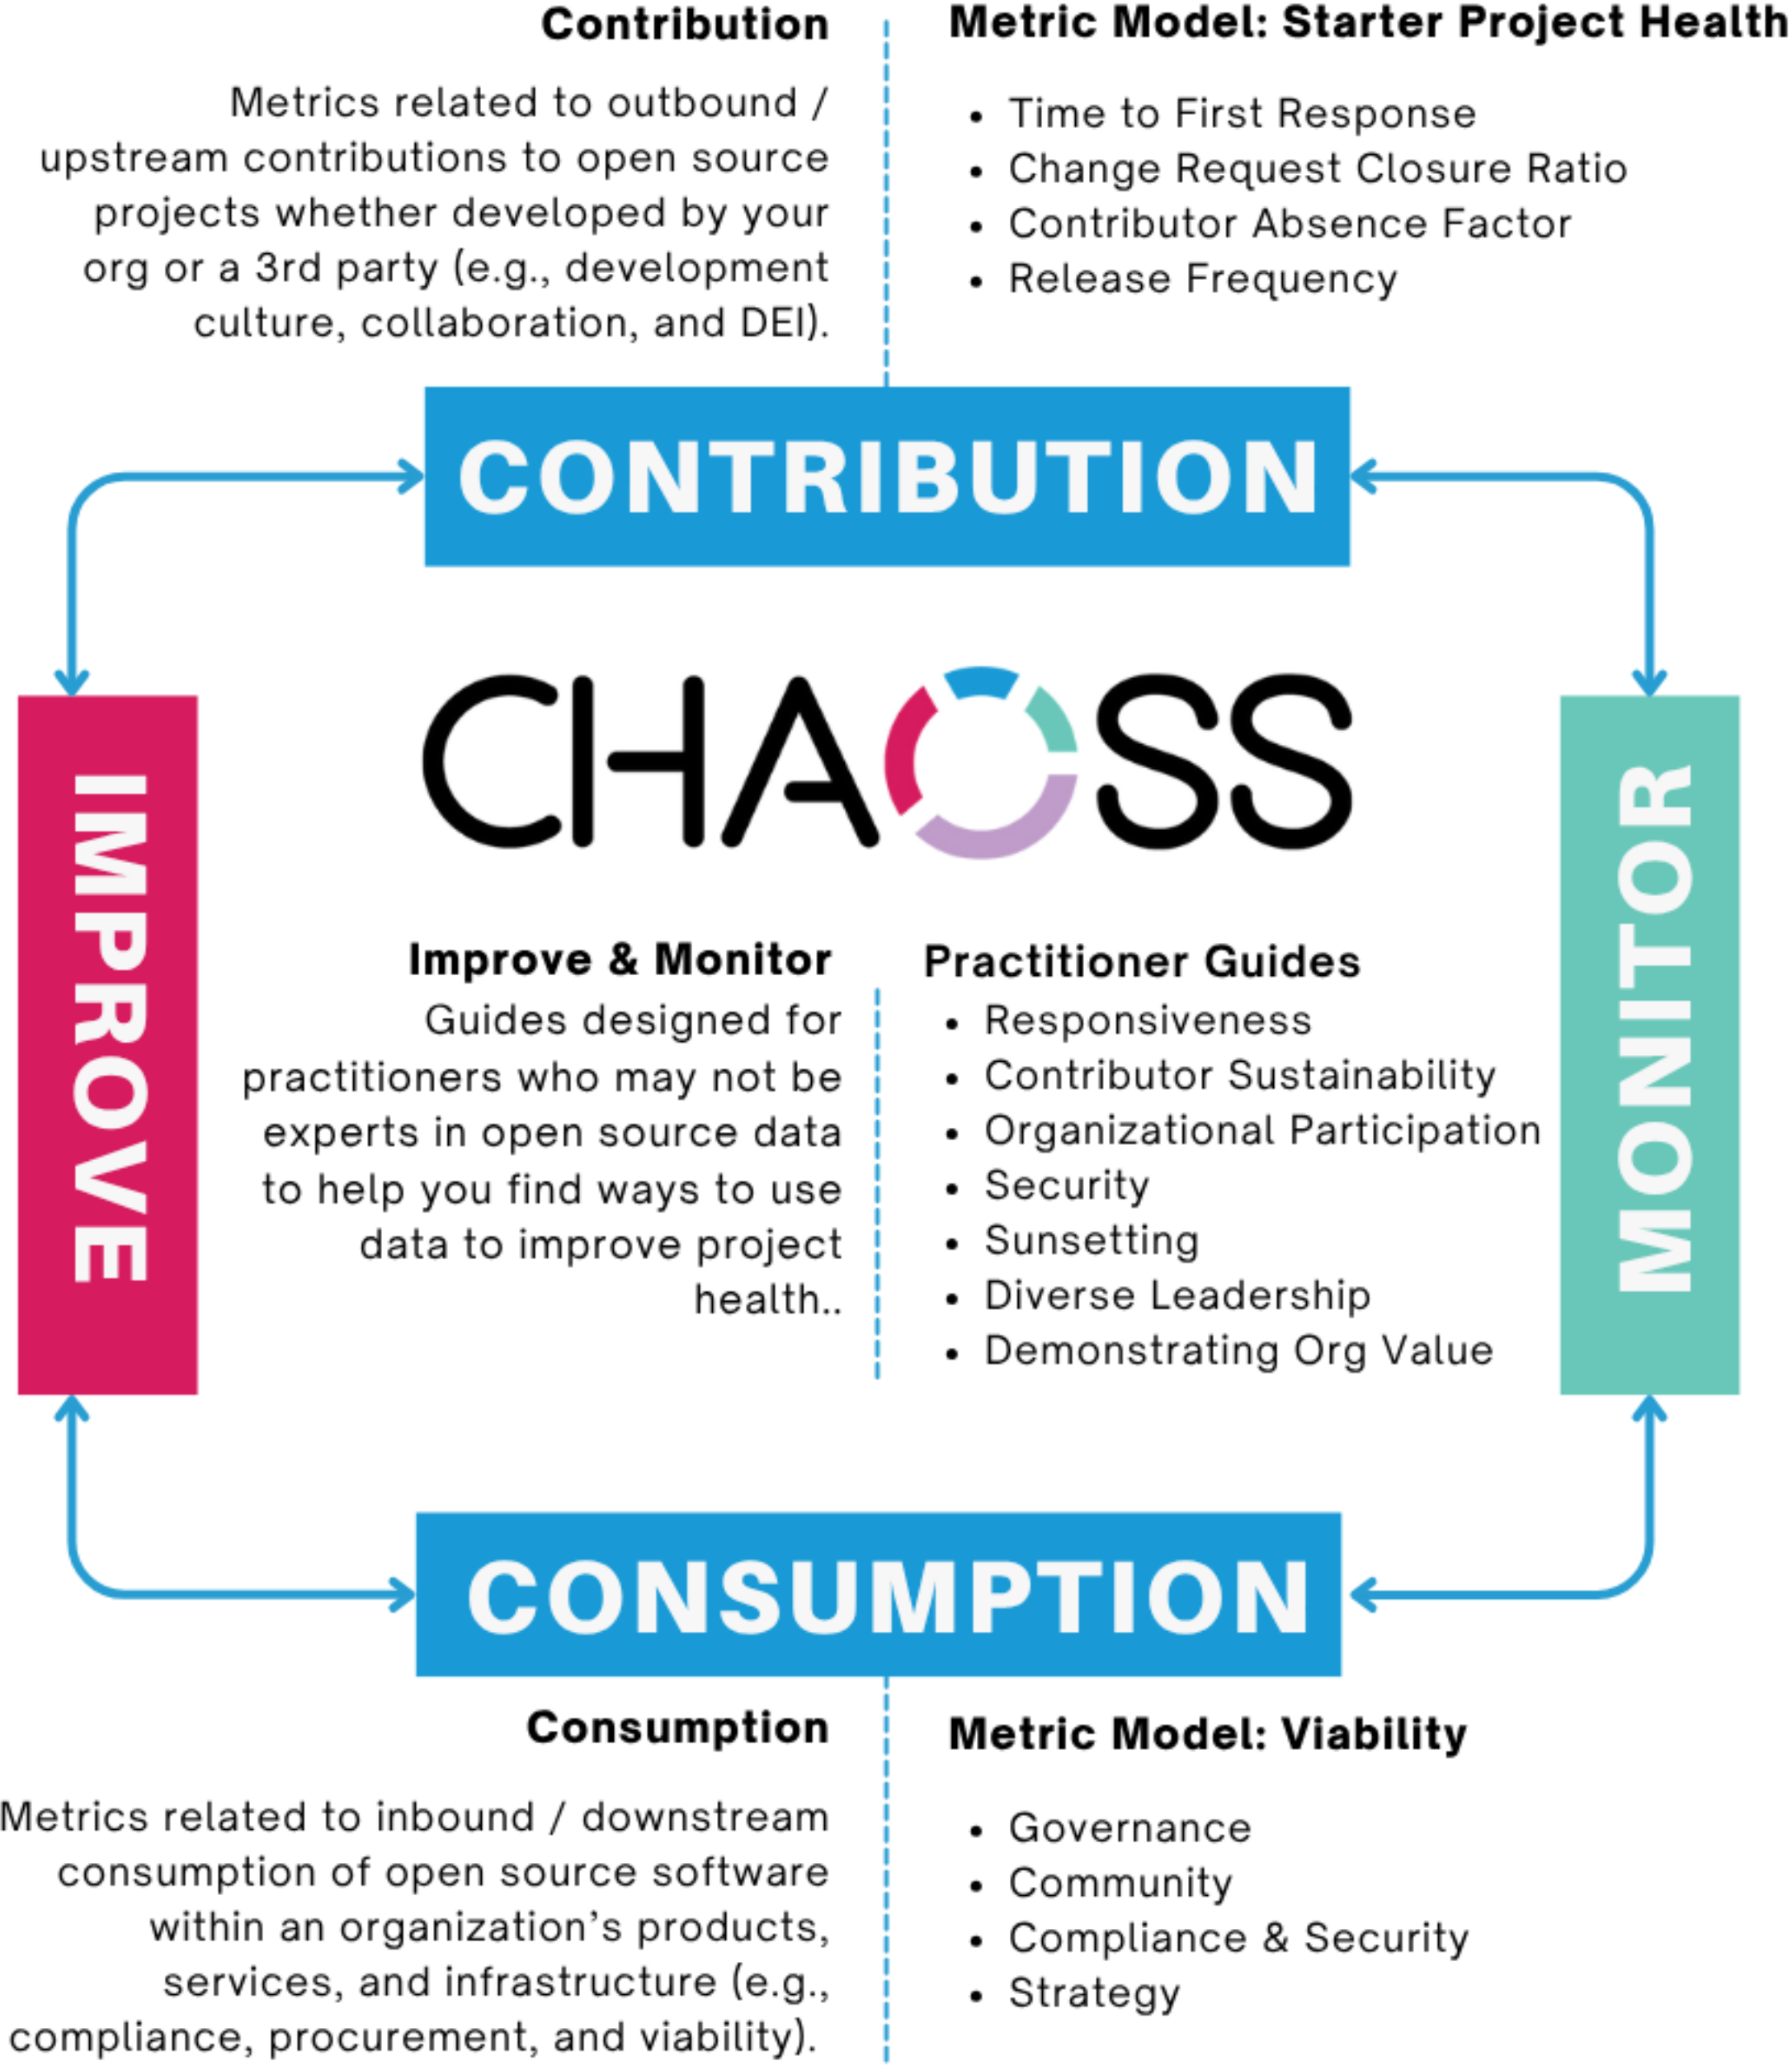 Contribution
Metrics related to outbound /
upstream contributions to open source
projects whether developed by your
org or a 3rd party (e.g., development
culture, collaboration, and DEI).
Metric Model: Starter Project Health
• Time to First Response
• Change Request Closure Ratio
• Contributor Absence Factor
• Release Frequency
CONTRIBUTION
IMPROVE
CHAOSS
MONITOR
Improve & Monitor
Guides designed for
practitioners who may not be
experts in open source data
to help you find ways to use
data to improve project
health..
Practitioner Guides
• Responsiveness
• Contributor Sustainability
• Organizational Participation
• Security
• Sunsetting
• Diverse Leadership
• Demonstrating Org Value
CONSUMPTION
Consumption
Metrics related to inbound / downstream
consumption of open source software
within an organization’s products,
services, and infrastructure (e.g.,
compliance, procurement, and viability).
Metric Model: Viability
• Governance
• Community
• Compliance & Security
• Strategy